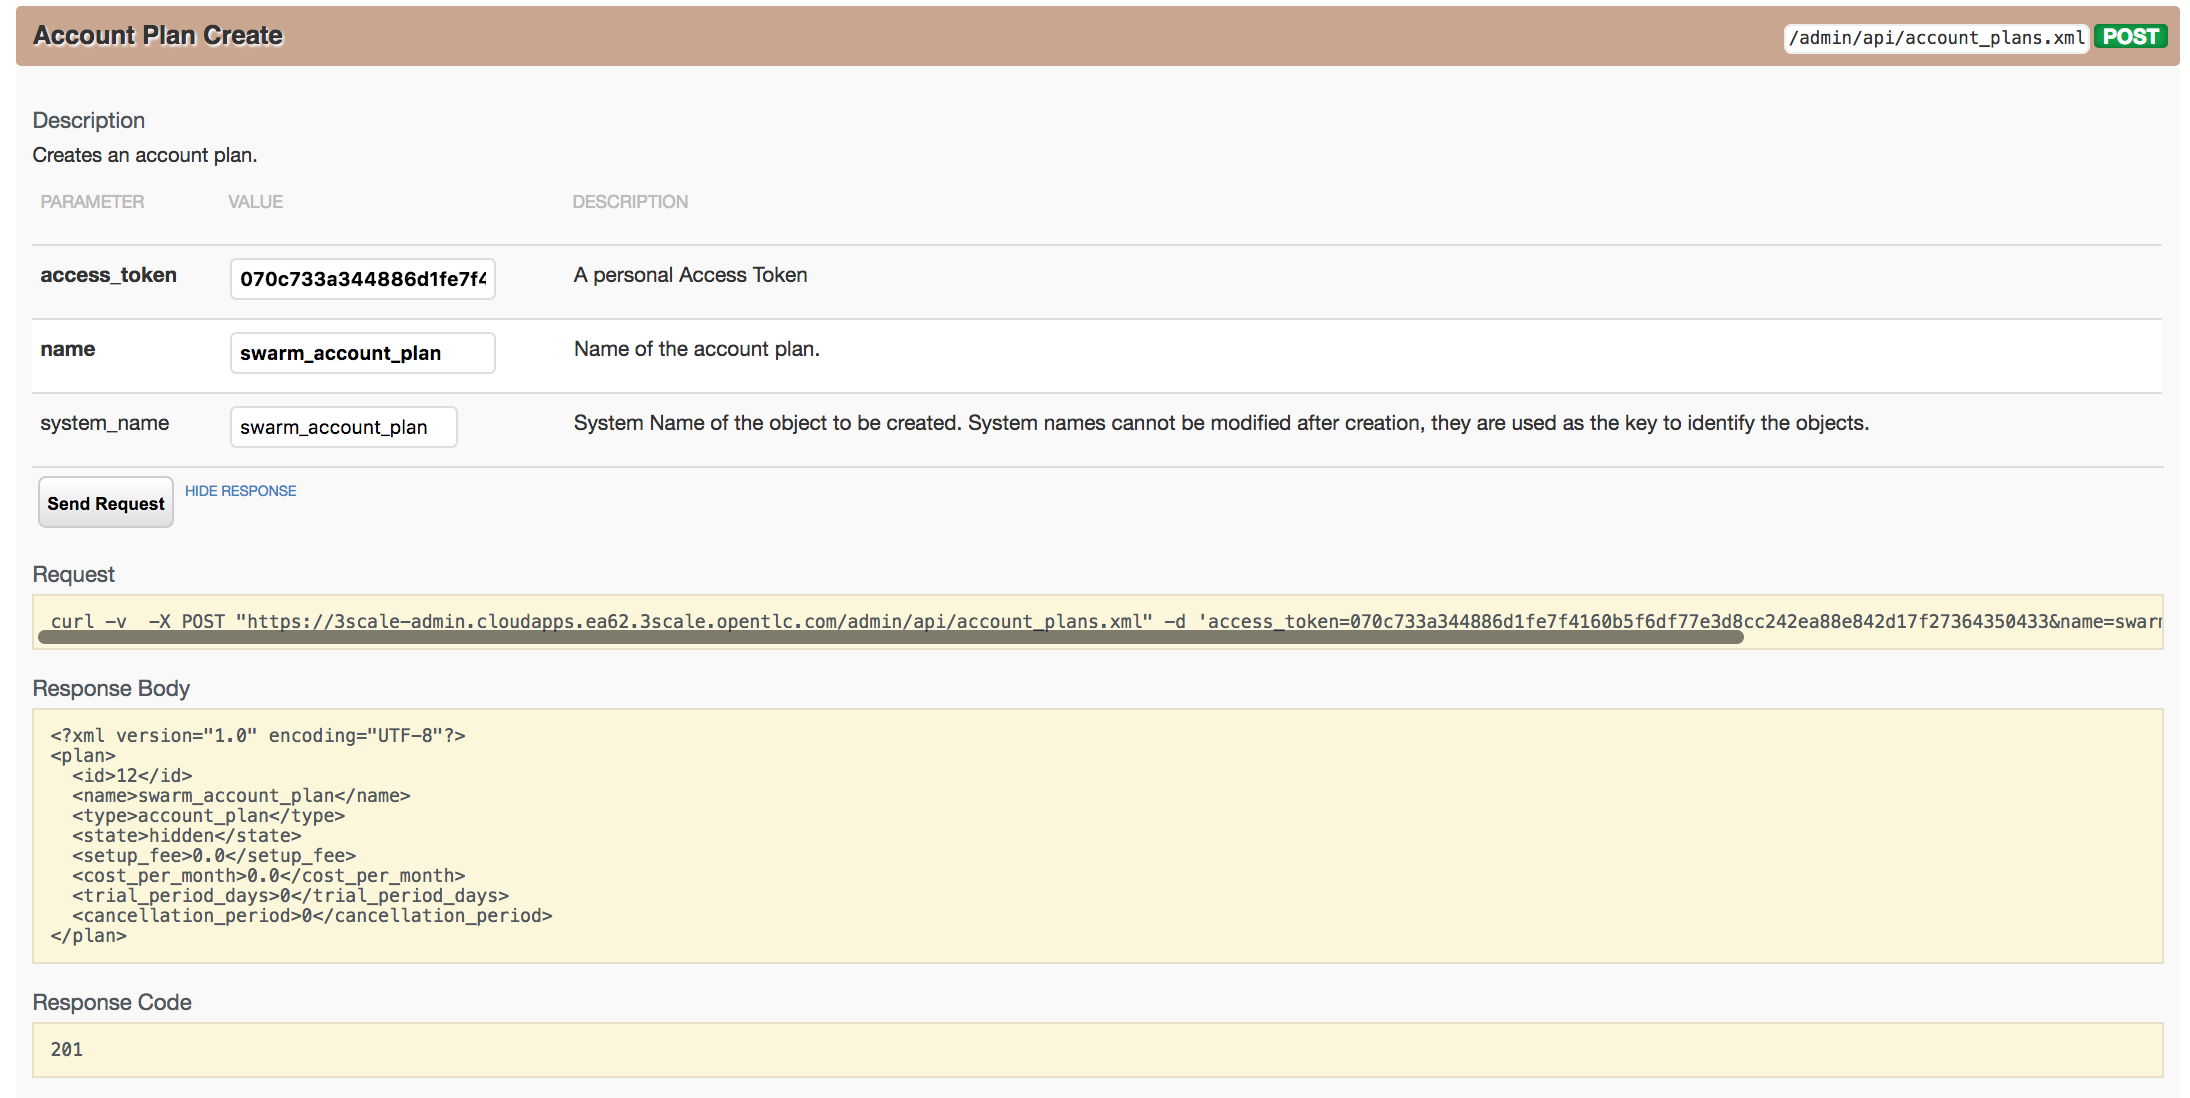 Account Plan Create
/admin/api/account_plans.xml POST
Description
Creates an account plan.
PARAMETER VALUE DESCRIPTION
access_token 070c733a344886d1fe7f4 A personal Access Token
name swarm_account_plan Name of the account plan.
system_name swarm_account_plan System Name of the object to be created. System names cannot be modified after creation, they are used as the key to identify the objects.
Send Request HIDE RESPONSE
Request
curl -v  -X POST "https://3scale-admin.cloudapps.ea62.3scale.opentlc.com/admin/api/account_plans.xml" -d 'access_token=070c733a344886d1fe7f4160b5f6df77e3d8cc242ea88e842d17f27364350433&name=swarm
Response Body
<?xml version="1.0" encoding="UTF-8"?>
<plan>
  <id>12</id>
  <name>swarm_account_plan</name>
  <type>account_plan</type>
  <state>hidden</state>
  <setup_fee>0.0</setup_fee>
  <cost_per_month>0.0</cost_per_month>
  <trial_period_days>0</trial_period_days>
  <cancellation_period>0</cancellation_period>
</plan>
Response Code
201